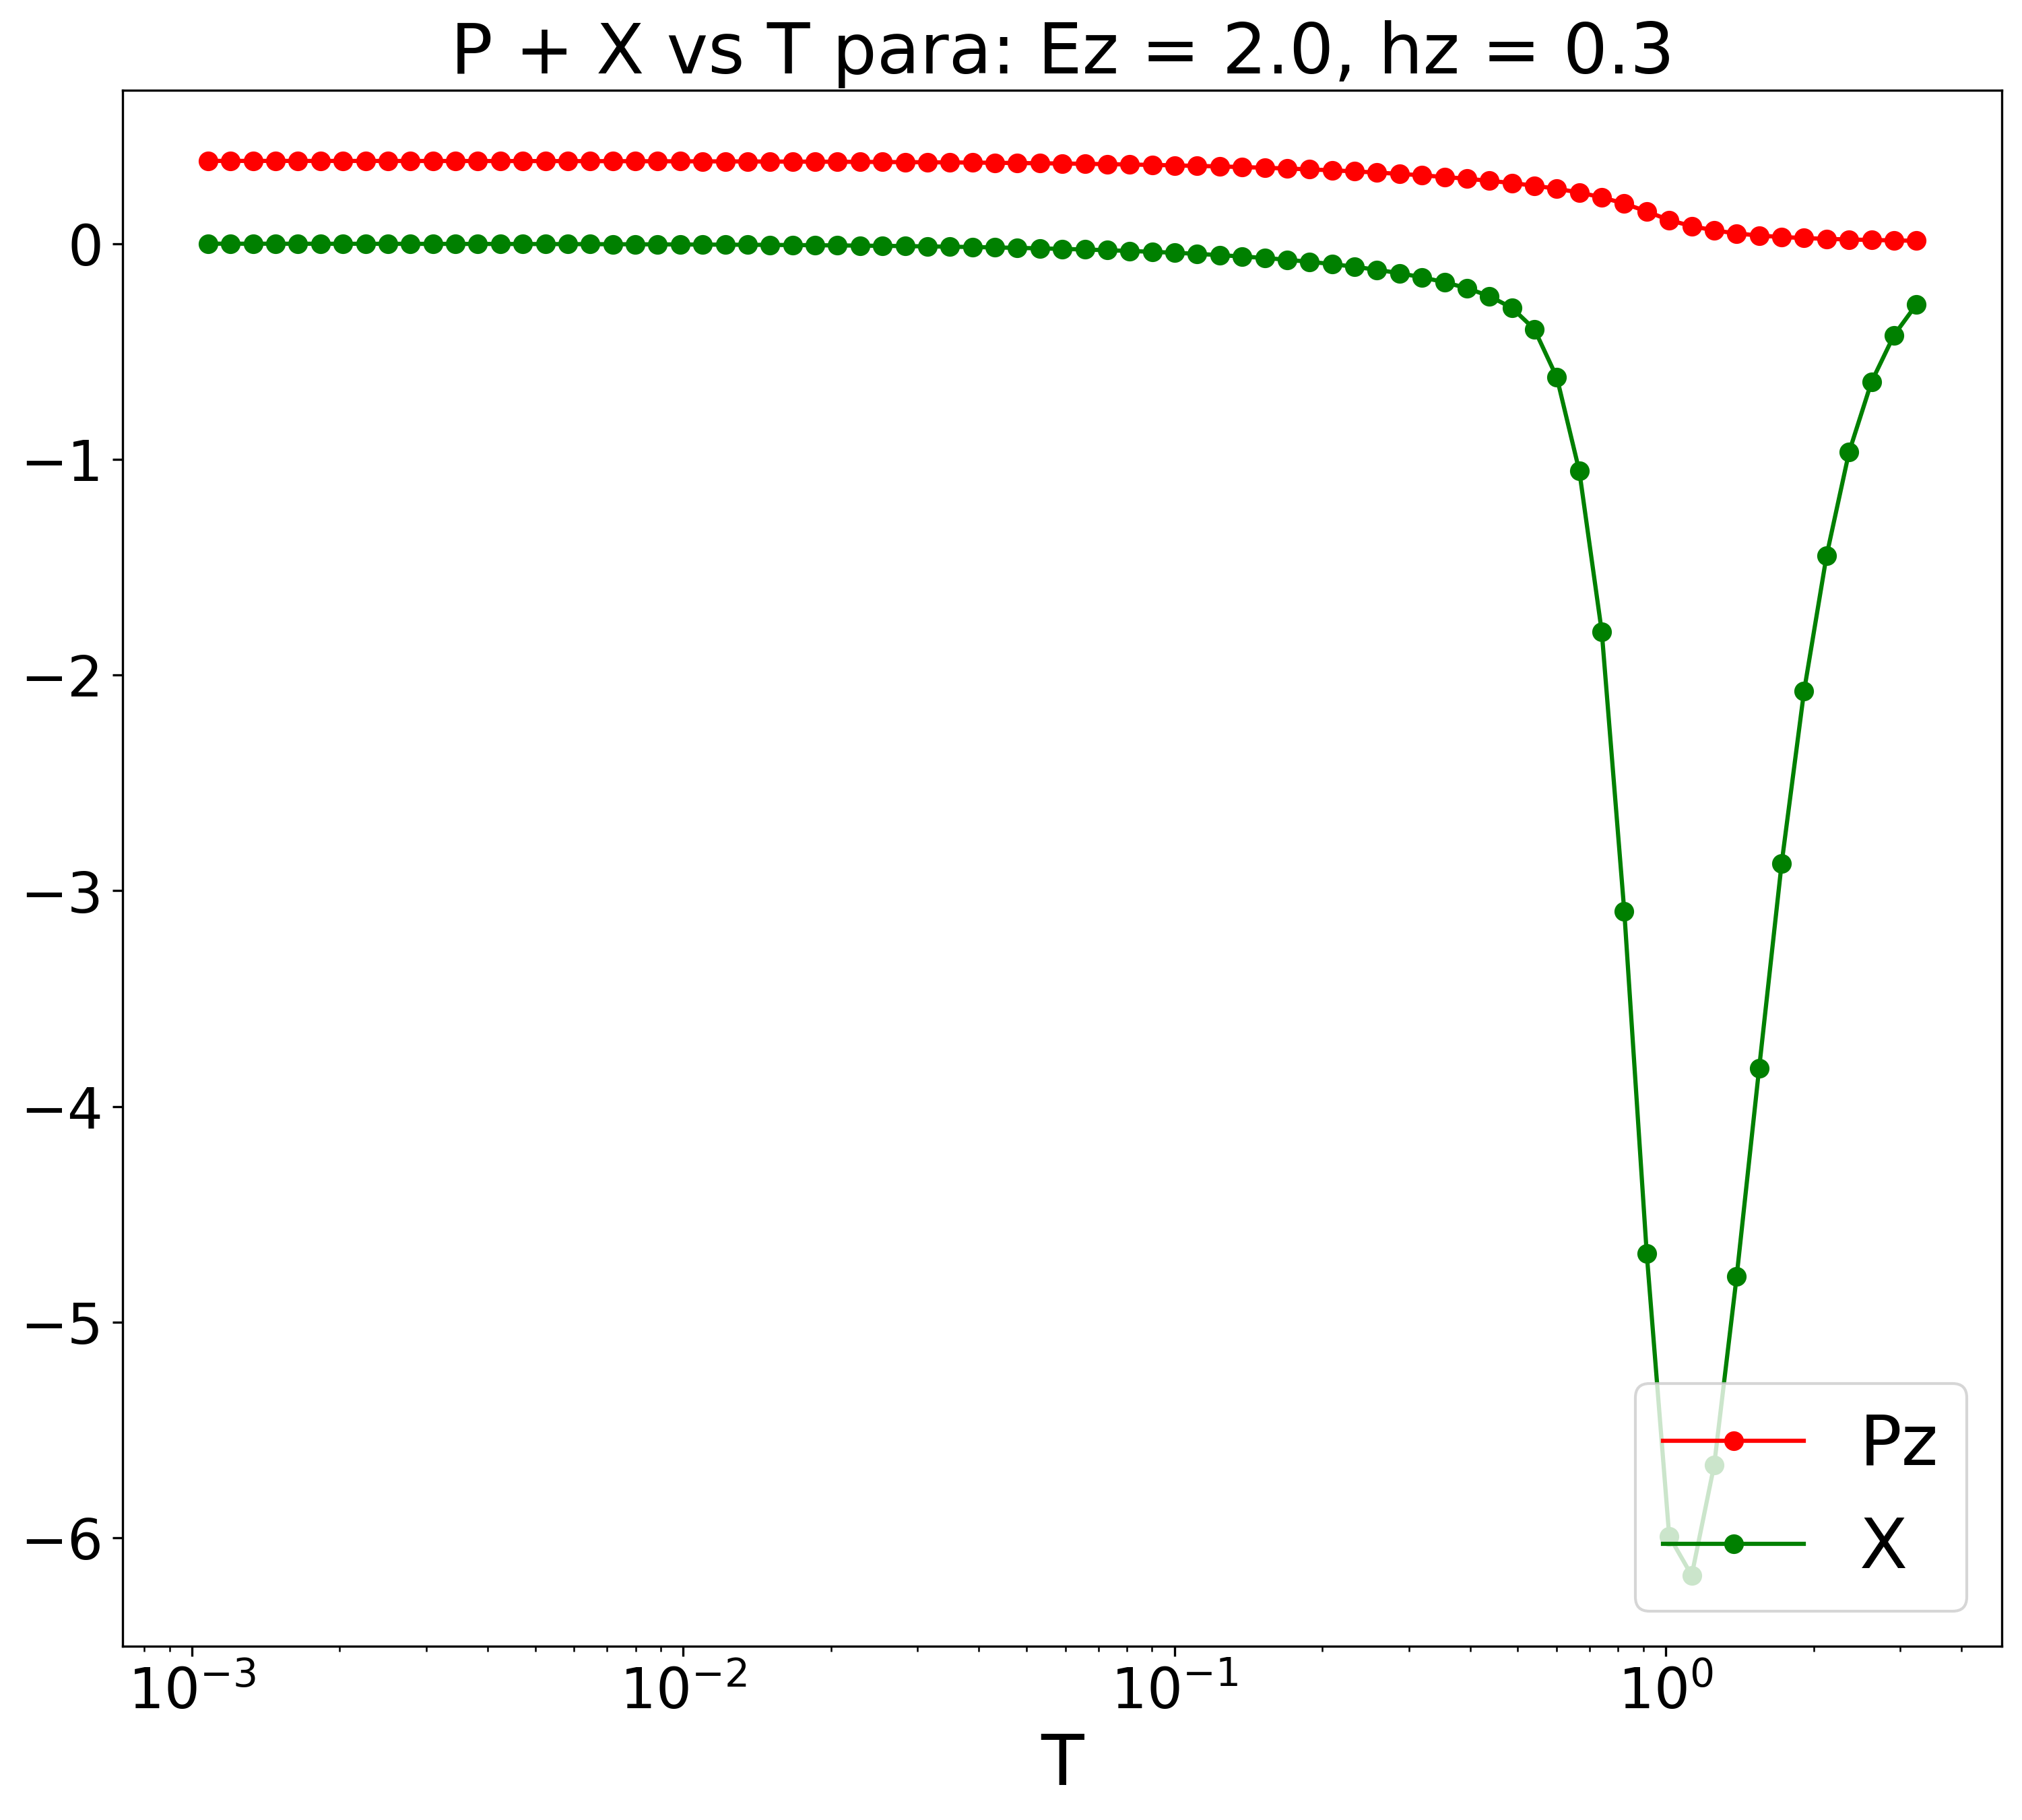 P + X vs T para: Ez = 2.0, hz = 0.3
0
−1
−2
−3
−4
−5
−6
Pz
X
10⁻³ 10⁻² 10⁻¹ 10⁰
T